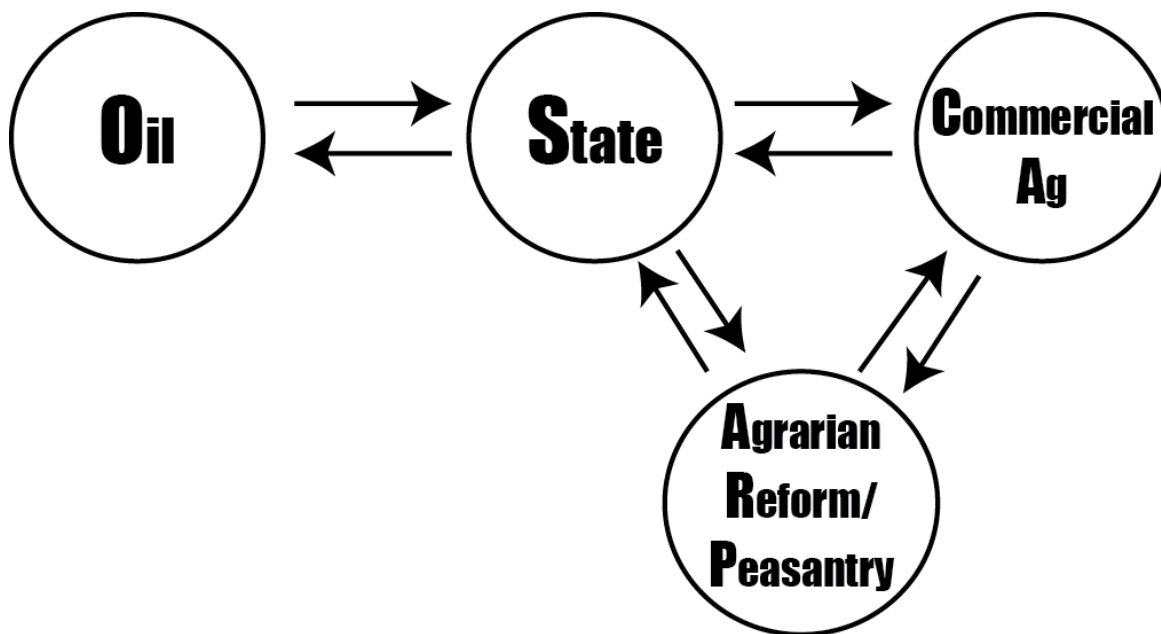 Oil
State
Commercial
Ag
Agrarian
Reform/
Peasantry